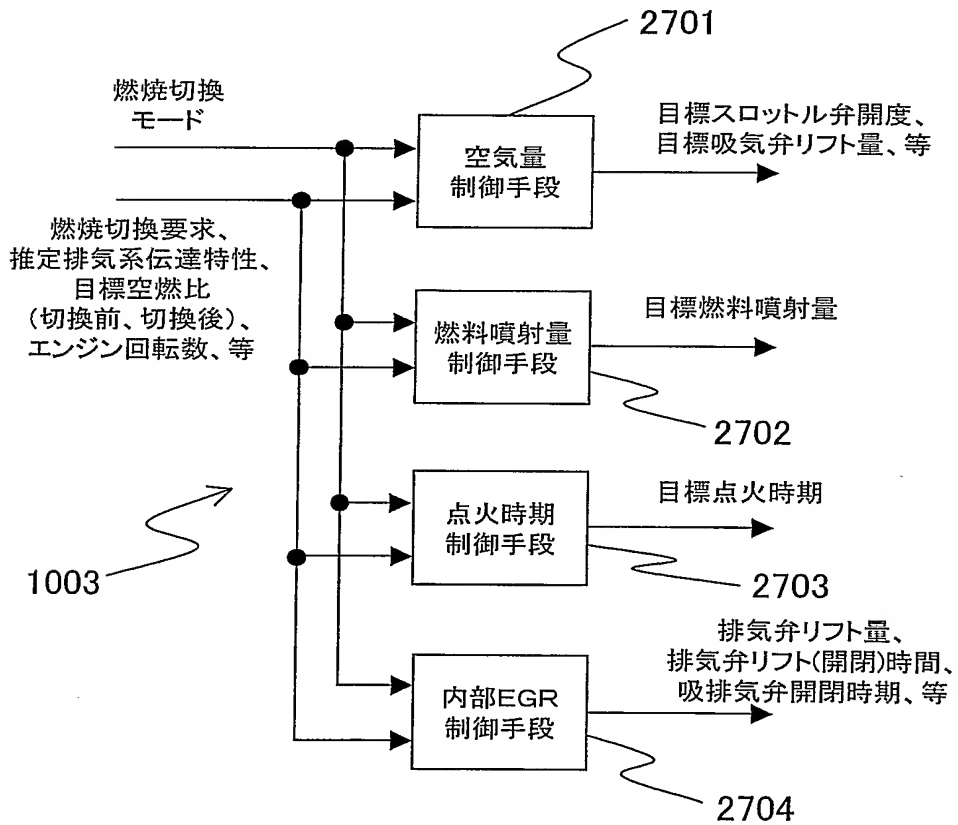 2701
燃焼切換
モード
空気量
制御手段
目標スロットル弁開度、
目標吸気弁リフト量、等
燃焼切換要求、
推定排気系伝達特性、
目標空燃比
(切換前、切換後)、
エンジン回転数、等
燃料噴射量
制御手段
目標燃料噴射量
2702
点火時期
制御手段
目標点火時期
2703
1003
内部EGR
制御手段
排気弁リフト量、
排気弁リフト(開閉)時間、
吸排気弁開閉時期、等
2704